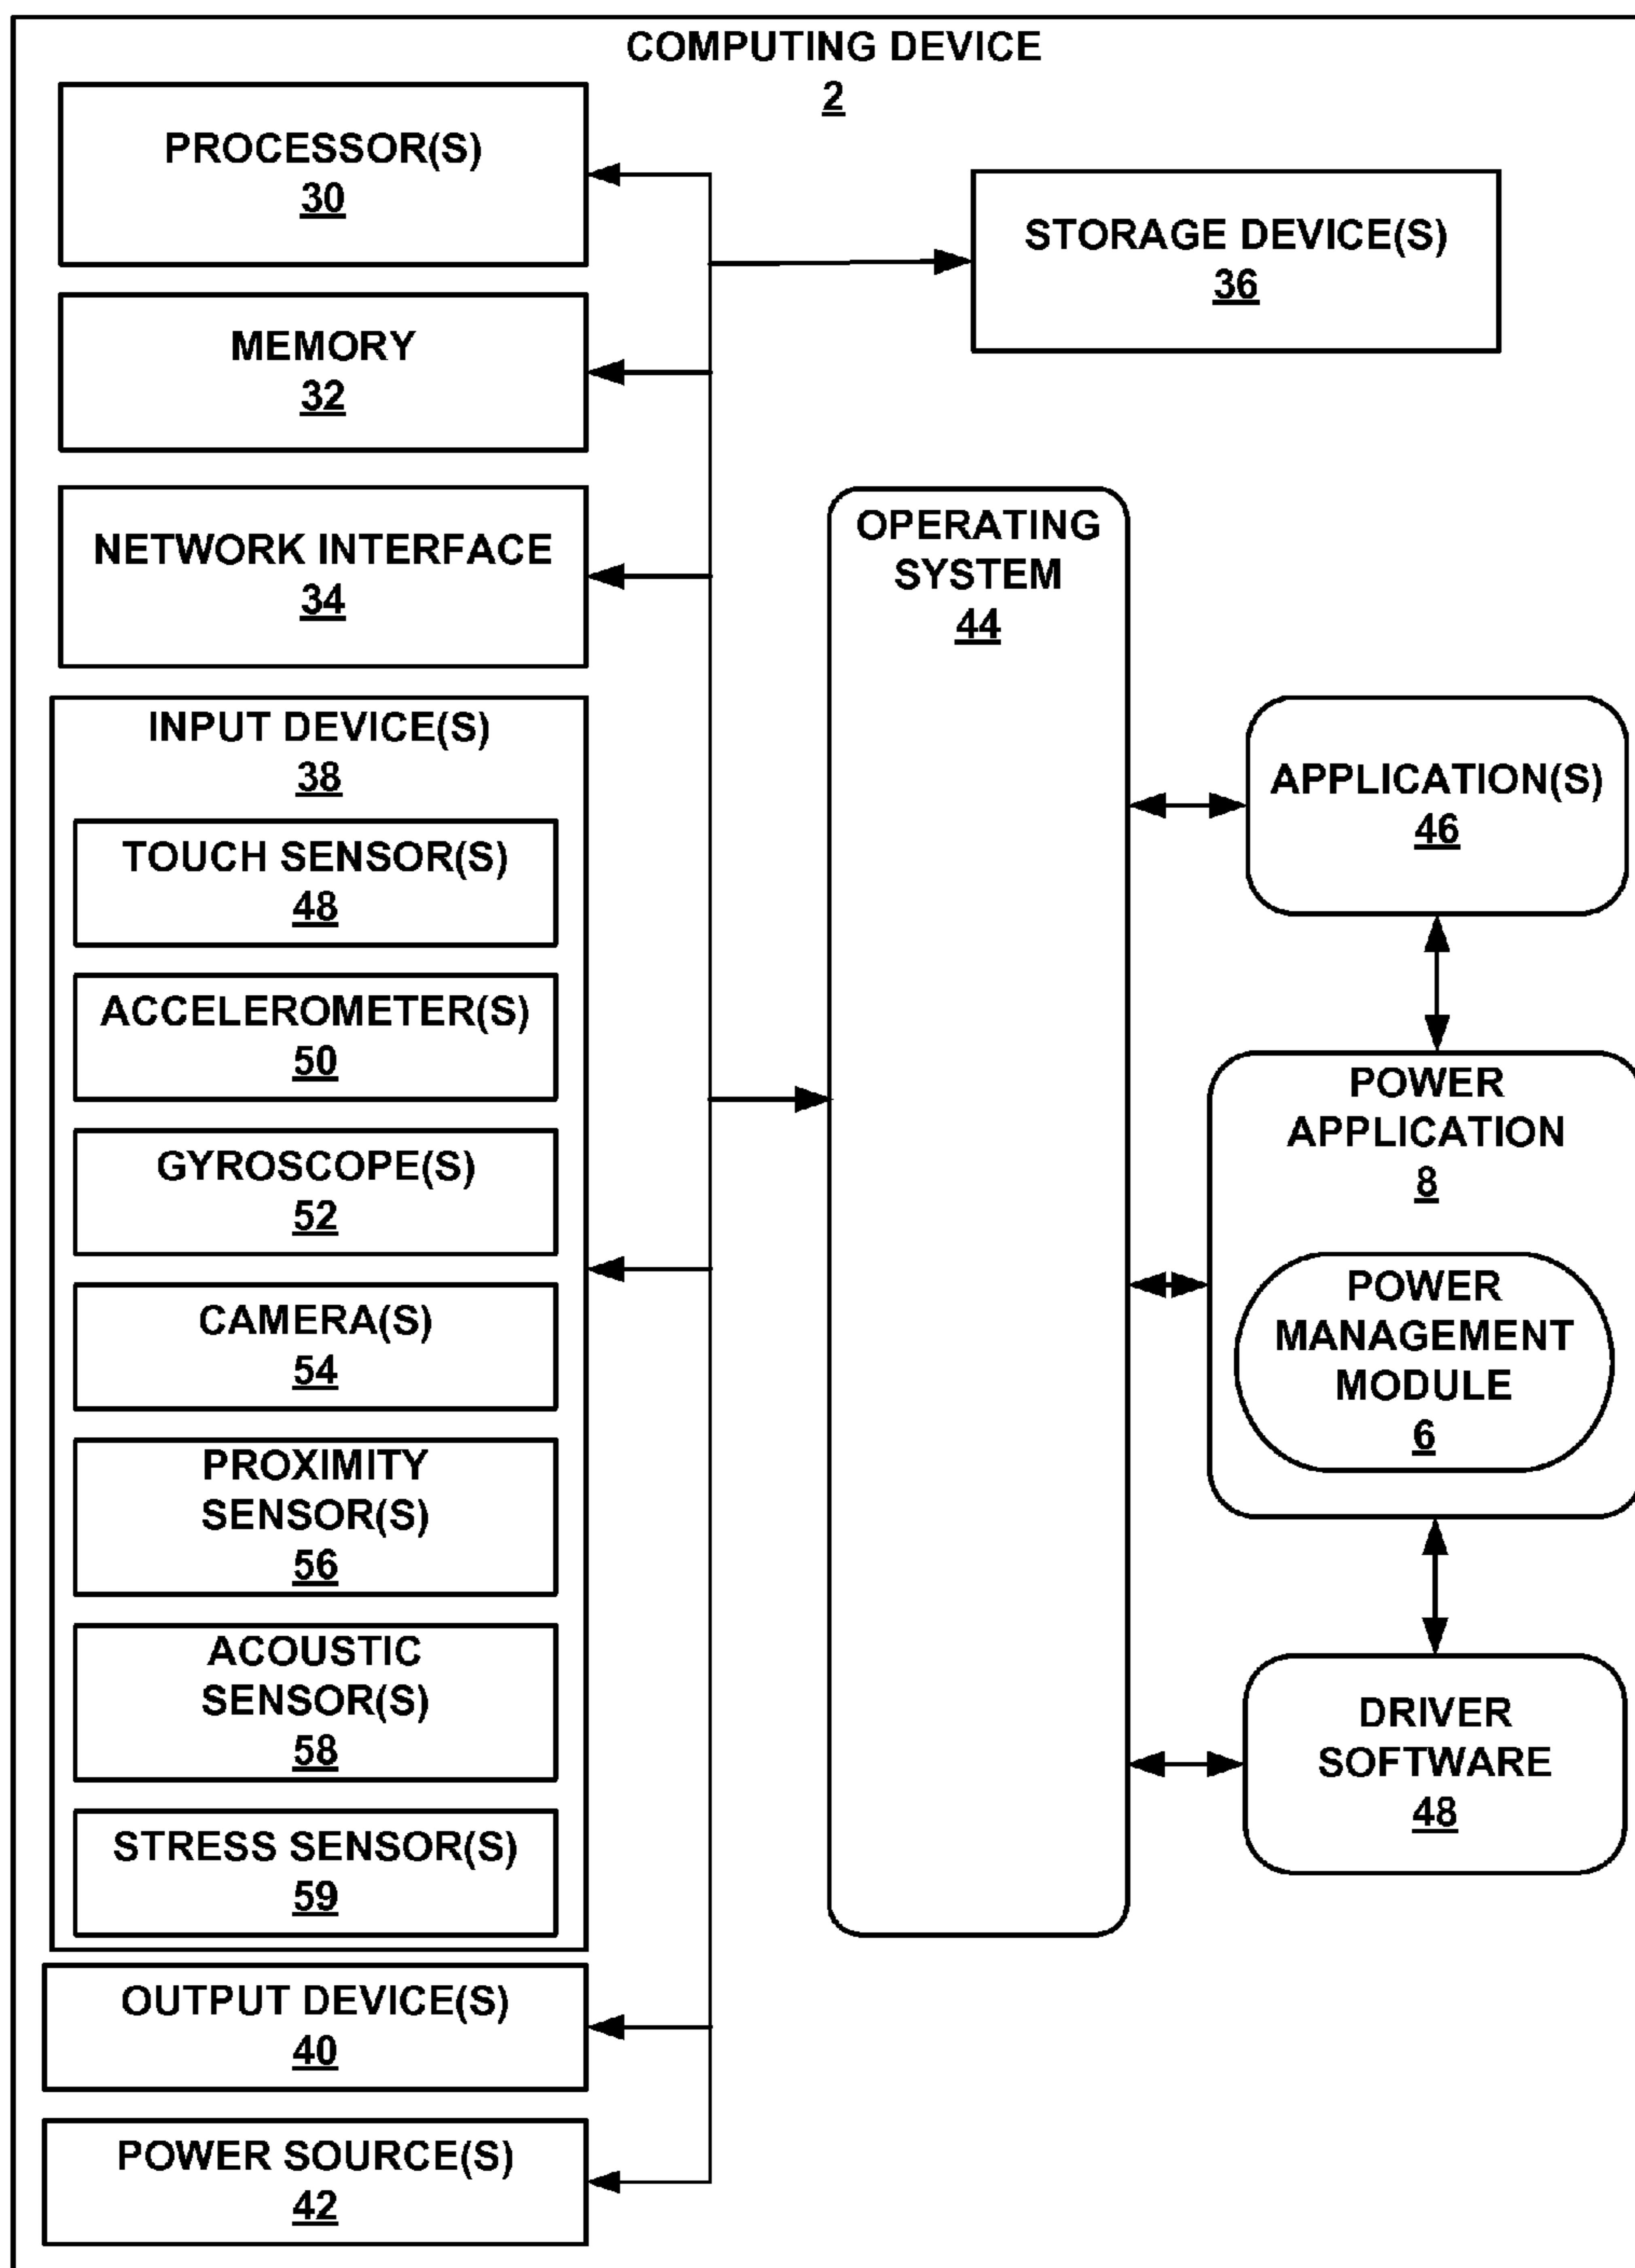 COMPUTING DEVICE
2
PROCESSOR(S)
30
STORAGE DEVICE(S)
36
MEMORY
32
NETWORK INTERFACE
34
INPUT DEVICE(S)
38
TOUCH SENSOR(S)
48
ACCELEROMETER(S)
50
GYROSCOPE(S)
52
CAMERA(S)
54
PROXIMITY
SENSOR(S)
56
ACOUSTIC
SENSOR(S)
58
STRESS SENSOR(S)
59
OUTPUT DEVICE(S)
40
POWER SOURCE(S)
42
OPERATING
SYSTEM
44
APPLICATION(S)
46
POWER
APPLICATION
8
POWER
MANAGEMENT
MODULE
6
DRIVER
SOFTWARE
48